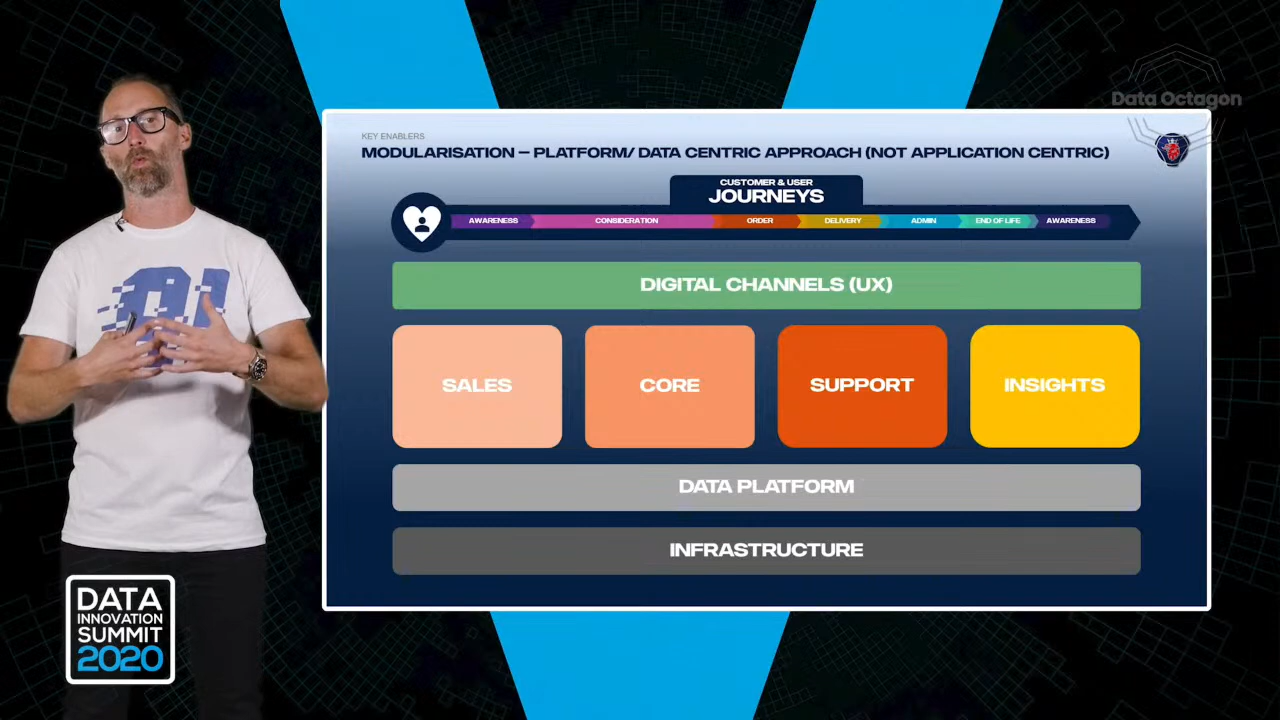 Data Octagon
KEY ENABLERS
MODULARISATION – PLATFORM/ DATA CENTRIC APPROACH (NOT APPLICATION CENTRIC)
CUSTOMER & USER
JOURNEYS
AWARENESS
CONSIDERATION
ORDER
DELIVERY
ADMIN
END OF LIFE
AWARENESS
DIGITAL CHANNELS (UX)
SALES
CORE
SUPPORT
INSIGHTS
DATA PLATFORM
INFRASTRUCTURE
DATA
INNOVATION
SUMMIT
2020